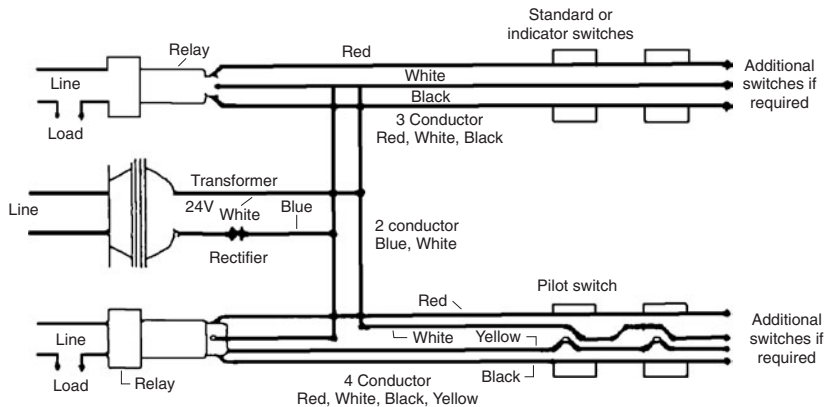 Standard or
indicator switches
Relay
Red
Line
White
Additional
switches if
required
Black
Load
3 Conductor
Red, White, Black
Transformer
24V
White
Blue
Line
2 conductor
Blue, White
Rectifier
Pilot switch
Red
Additional
switches if
required
Line
White
Yellow
Load
Relay
4 Conductor
Red, White, Black, Yellow
Black